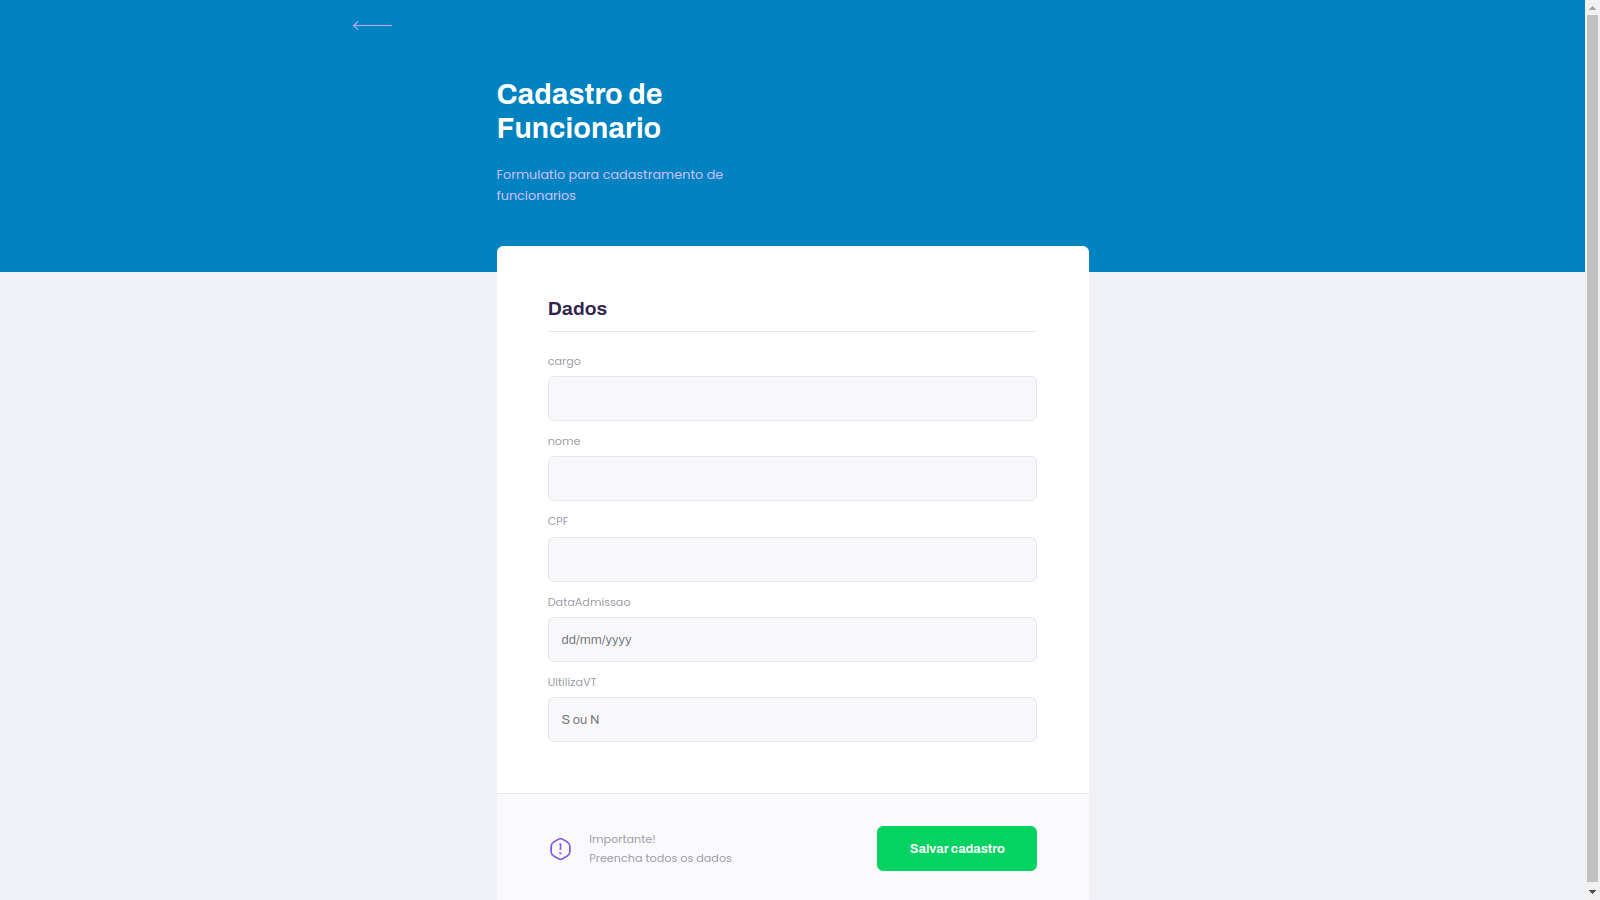 Cadastro de
Funcionario
Formulatio para cadastramento de
funcionarios
Dados
cargo
nome
CPF
DataAdmissao
dd/mm/yyyy
UltilizaVT
S ou N
Importante!
Preencha todos os dados
Salvar cadastro